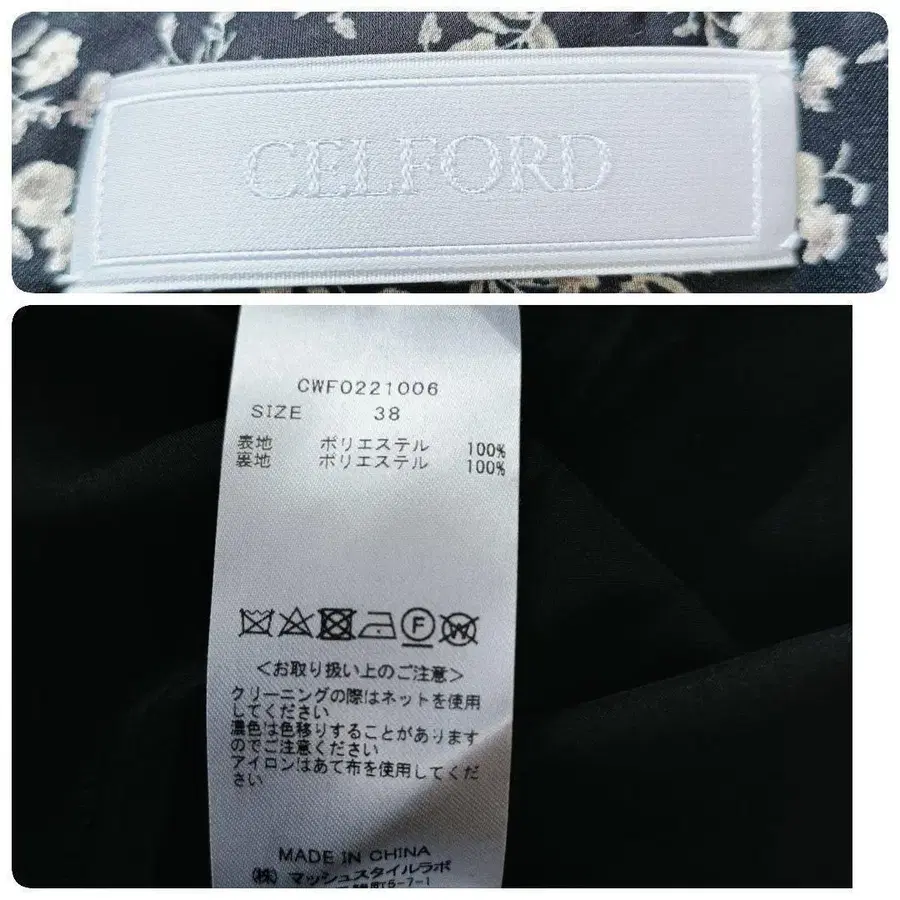 CELFORD
CWFO221006
SIZE 38
表地 ポリエステル 100%
裏地 ポリエステル 100%
F W
＜お取り扱い上のご注意＞
クリーニングの際はネットを使用
してください
濃色は色移りすることがあります
のでご注意ください
アイロンはあて布を使用してくだ
さい
MADE IN CHINA
(株) マッシュスタイルラボ
町5-7-1